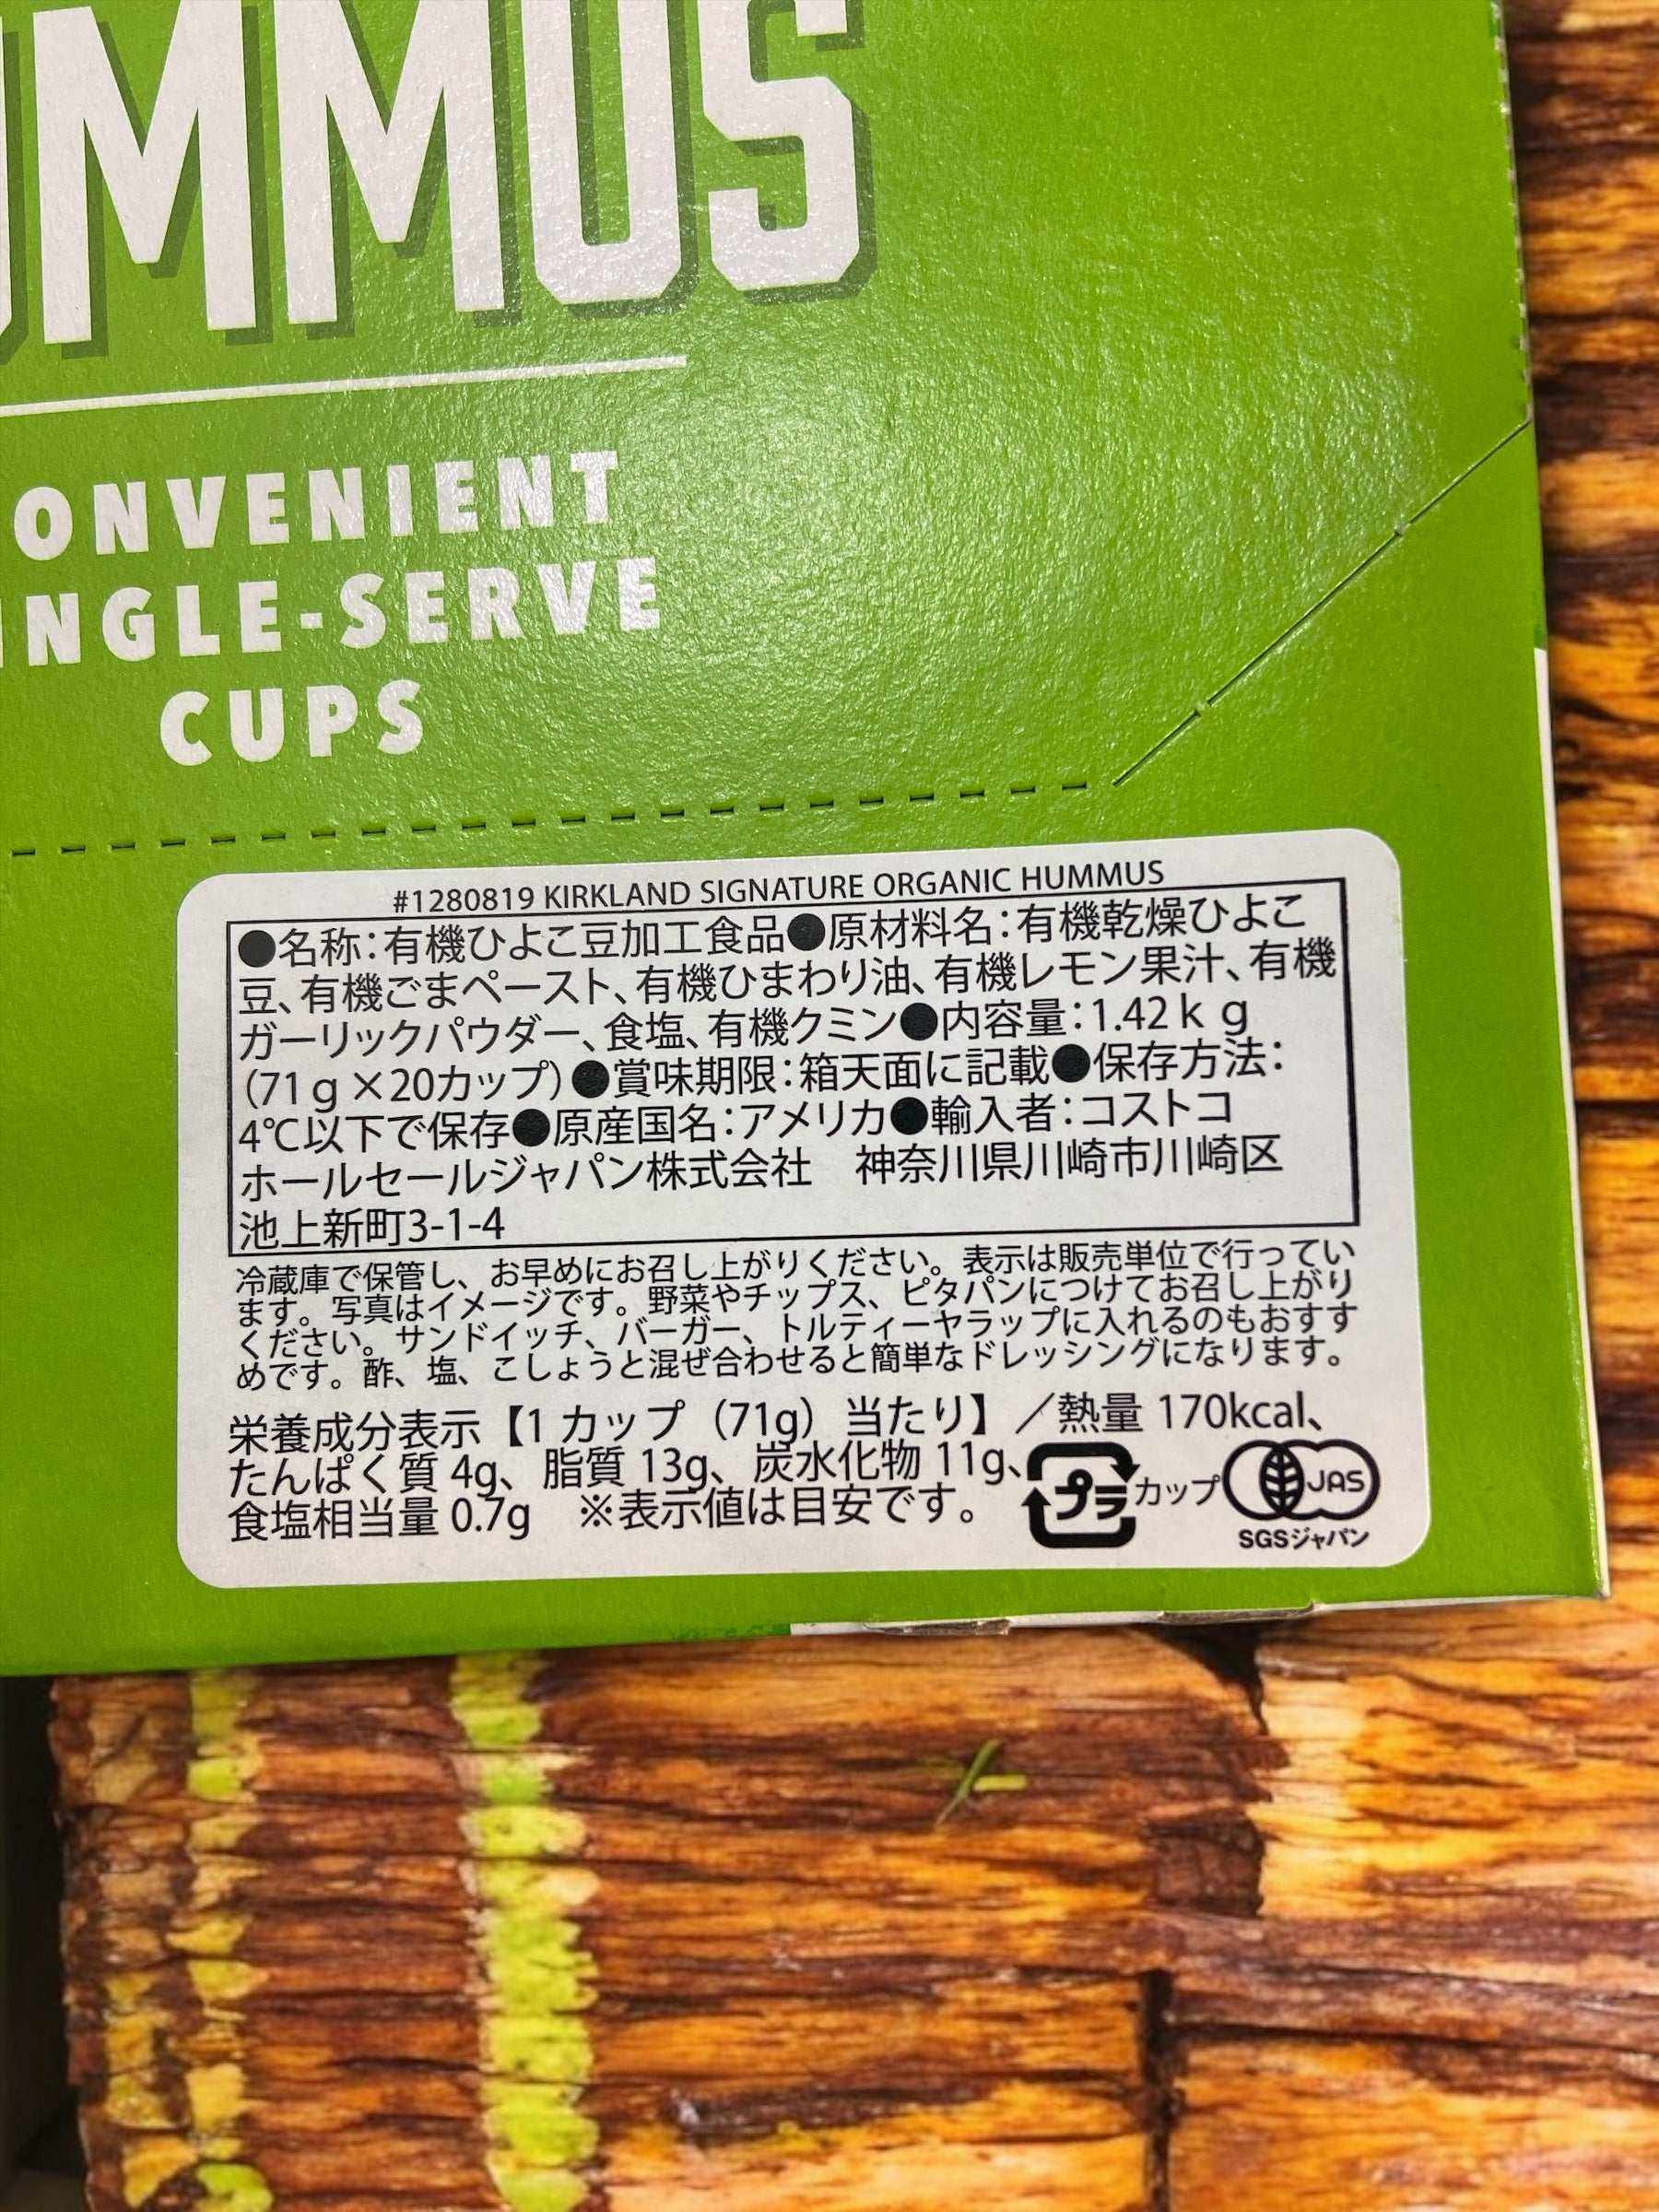 UMMUS
ONVENIENT
INGLE-SERVE
CUPS
#1280819 KIRKLAND SIGNATURE ORGANIC HUMMUS
●名称：有機ひよこ豆加工食品●原材料名：有機乾燥ひよこ
豆、有機ごまペースト、有機ひまわり油、有機レモン果汁、有機
ガーリックパウダー、食塩、有機クミン●内容量：1.42ｋｇ
（71ｇ×20カップ）●賞味期限：箱天面に記載●保存方法：
4℃以下で保存●原産国名：アメリカ●輸入者：コストコ
ホールセールジャパン株式会社　神奈川県川崎市川崎区
池上新町3-1-4
冷蔵庫で保管し、お早めにお召し上がりください。表示は販売単位で行ってい
ます。写真はイメージです。野菜やチップス、ピタパンにつけてお召し上がり
ください。サンドイッチ、バーガー、トルティーヤラップに入れるのもおすす
めです。酢、塩、こしょうと混ぜ合わせると簡単なドレッシングになります。
栄養成分表示【1 カップ（71g）当たり】／熱量 170kcal、
たんぱく質 4g、脂質 13g、炭水化物 11g、
食塩相当量 0.7g　※表示値は目安です。
プラ カップ JAS
SGSジャパン